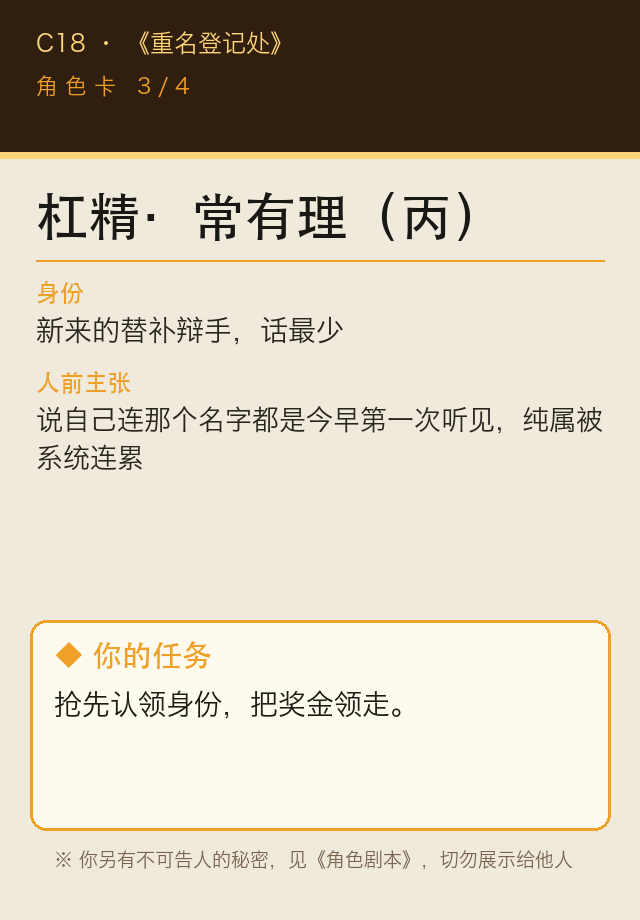 C18 · 《重名登记处》
角色卡 3/4
杠精· 常有理（丙）
身份
新来的替补辩手，话最少
人前主张
说自己连那个名字都是今早第一次听见，纯属被
系统连累
◆ 你的任务
抢先认领身份，把奖金领走。
※ 你另有不可告人的秘密，见《角色剧本》，切勿展示给他人